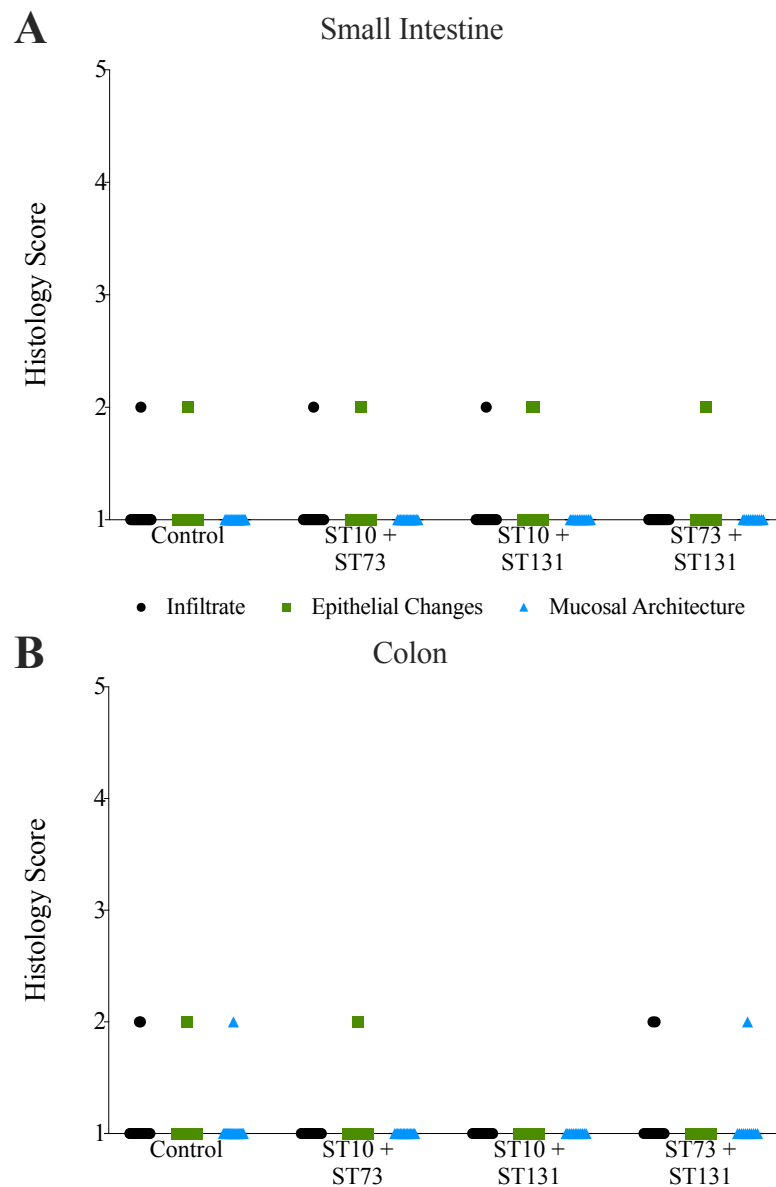 A
Small Intestine
5
4
3
2
1
Histology Score
Control
ST10 +
ST73
ST10 +
ST131
ST73 +
ST131
Infiltrate
Epithelial Changes
Mucosal Architecture
B
Colon
5
4
3
2
1
Histology Score
Control
ST10 +
ST73
ST10 +
ST131
ST73 +
ST131